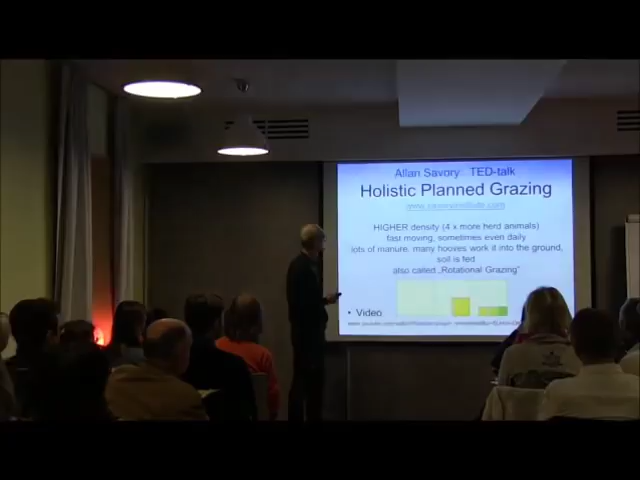 Allan Savory TED-talk
Holistic Planned Grazing
www.savoryinstitute.com
HIGHER density (4 x more herd animals)
fast moving, sometimes even daily
lots of manure, many hooves work it into the ground,
soil is fed
also called „Rotational Grazing"
• Video